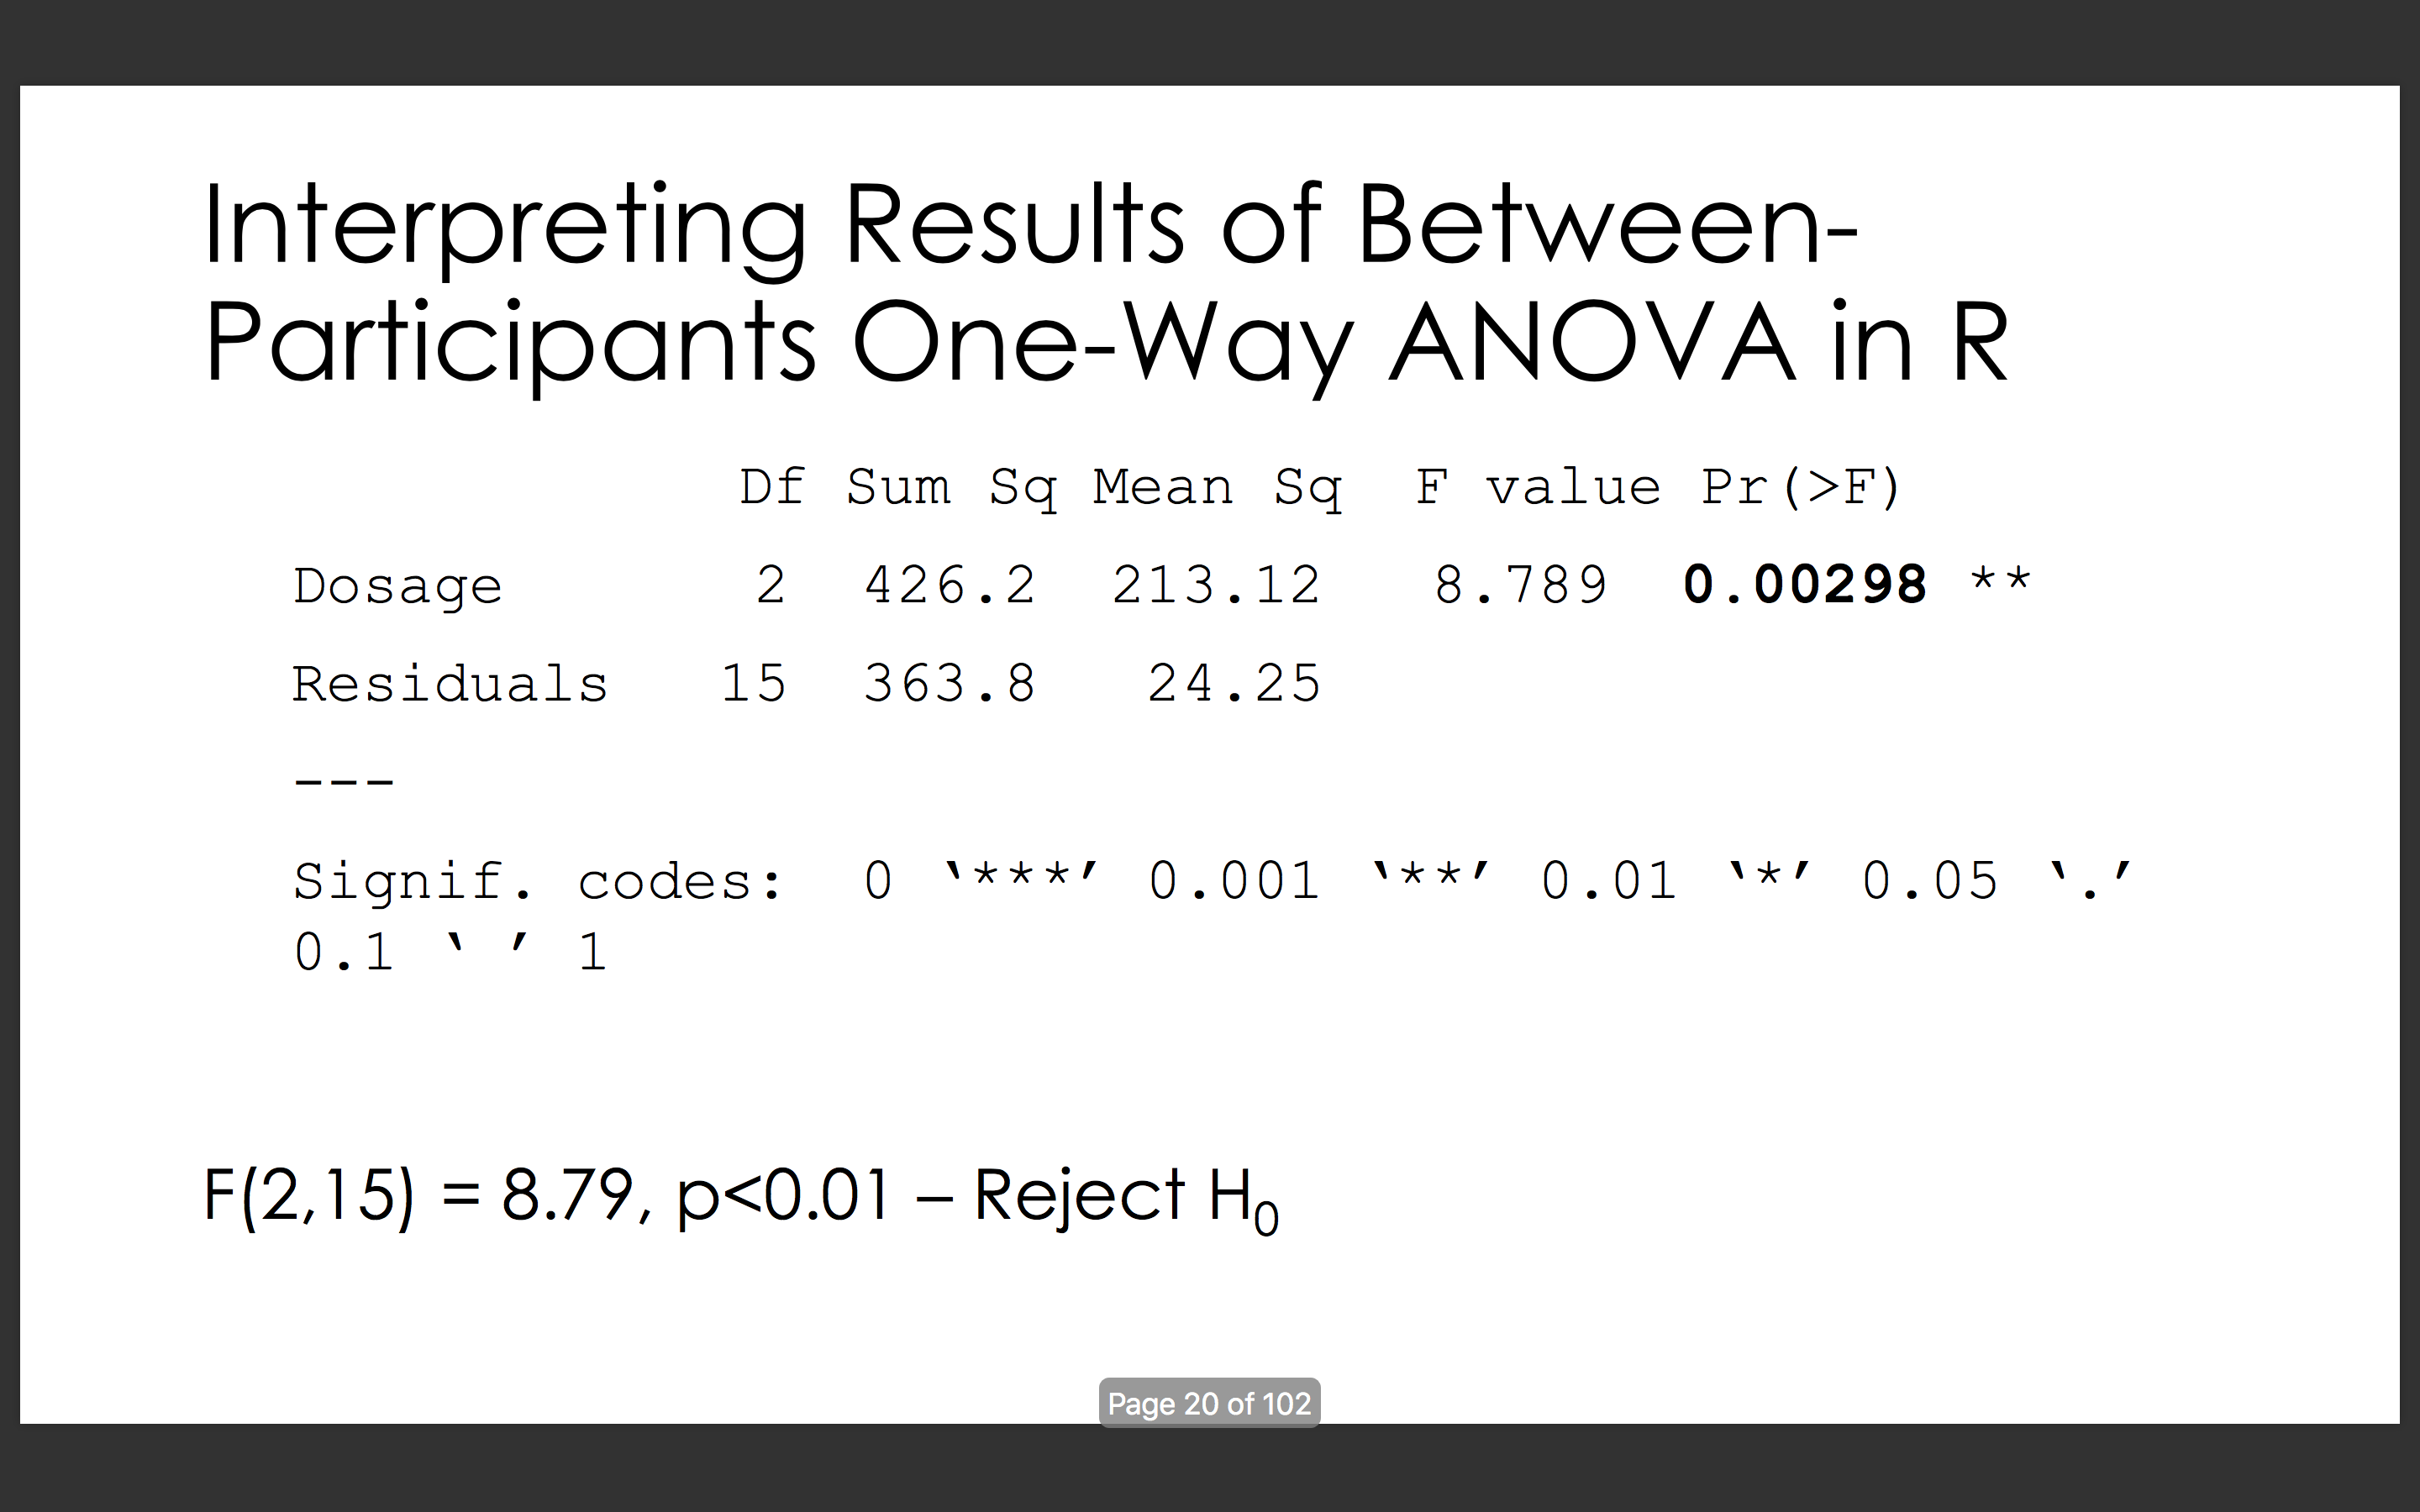 Interpreting Results of Between-
Participants One-Way ANOVA in R
Df Sum Sq Mean Sq F value Pr(>F)
Dosage 2 426.2 213.12 8.789 0.00298 **
Residuals 15 363.8 24.25
---
Signif. codes: 0 ‘***’ 0.001 ‘**’ 0.01 ‘*’ 0.05 ‘.’
0.1 ‘ ’ 1
F(2,15) = 8.79, p<0.01 – Reject H₀
Page 20 of 102